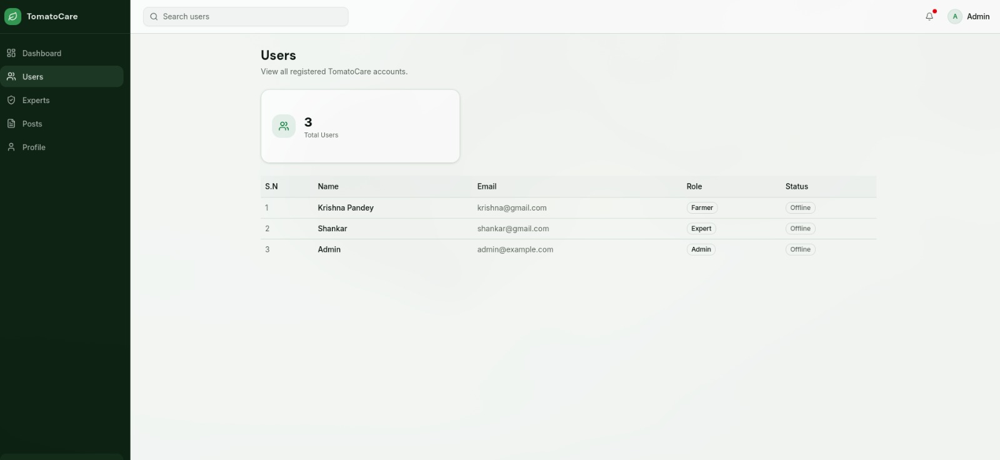 TomatoCare
Search users
A Admin
Dashboard
Users
Experts
Posts
Profile
Users
View all registered TomatoCare accounts.
3
Total Users
S.N Name Email Role Status
1 Krishna Pandey krishna@gmail.com Farmer Offline
2 Shankar shankar@gmail.com Expert Offline
3 Admin admin@example.com Admin Offline